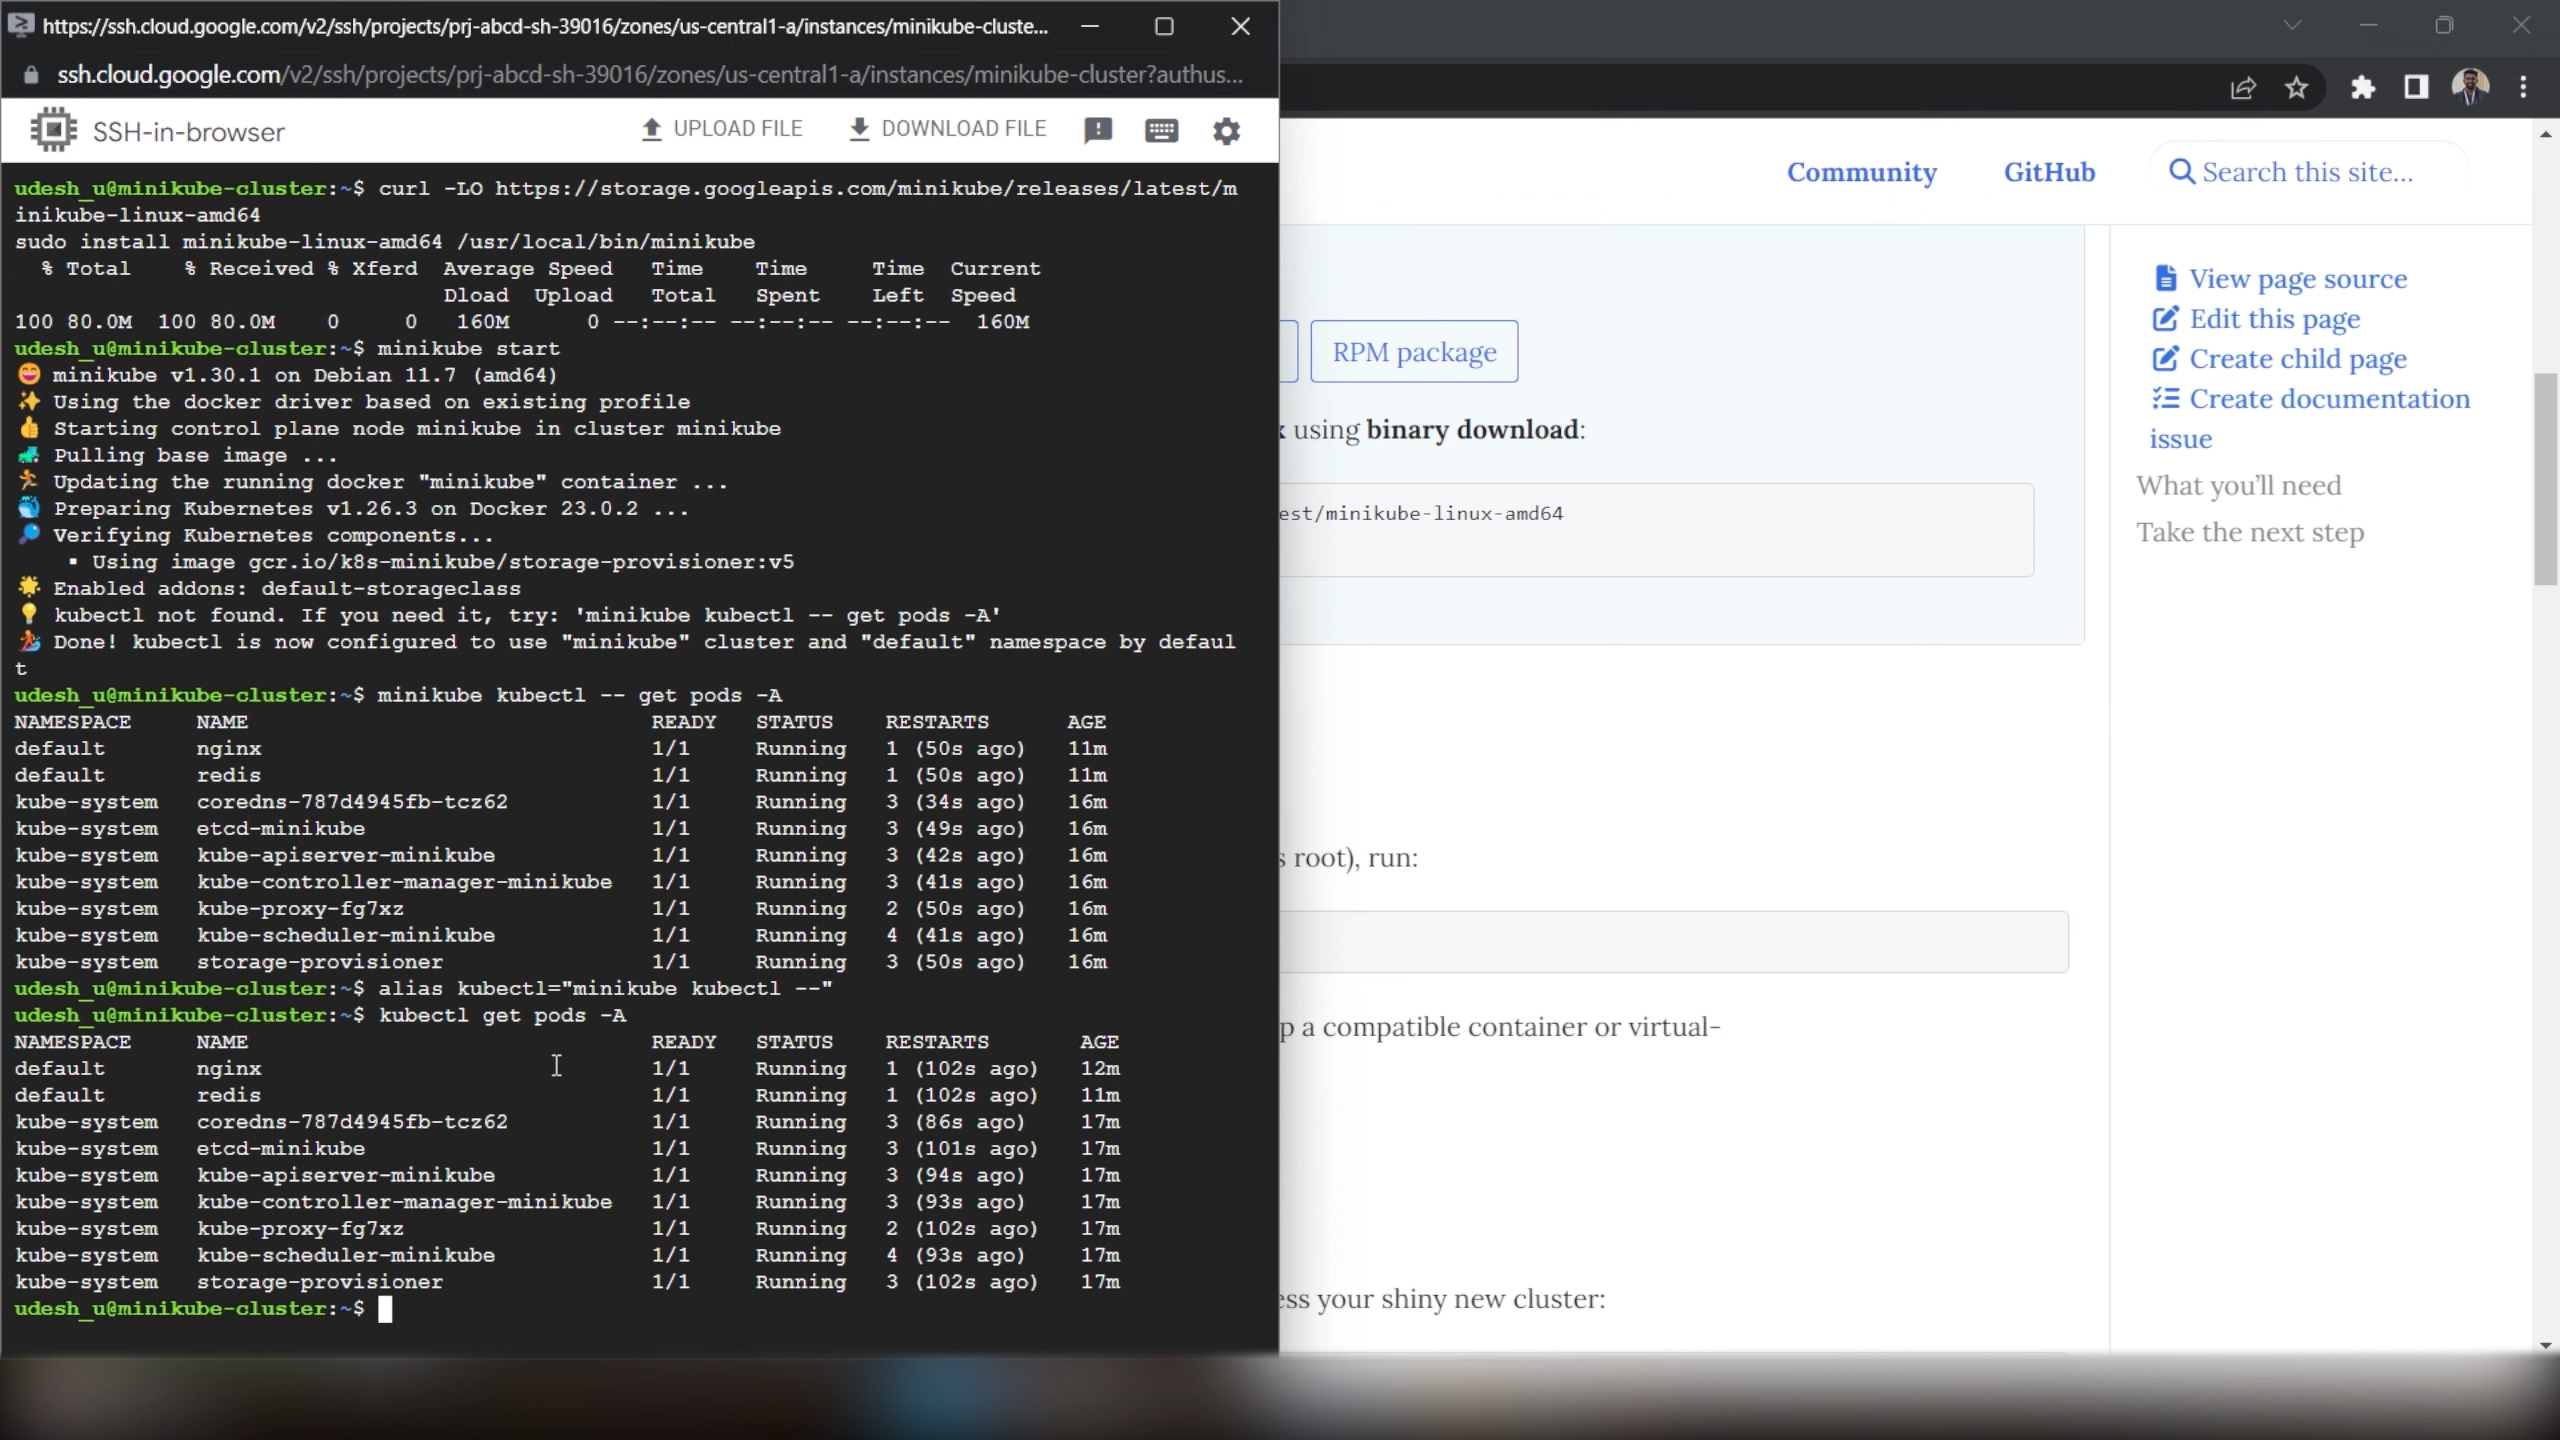 https://ssh.cloud.google.com/v2/ssh/projects/prj-abcd-sh-39016/zones/us-central1-a/instances/minikube-cluste...
ssh.cloud.google.com/v2/ssh/projects/prj-abcd-sh-39016/zones/us-central1-a/instances/minikube-cluster?authus...
SSH-in-browser
UPLOAD FILE
DOWNLOAD FILE
udesh_u@minikube-cluster:~$ curl -LO https://storage.googleapis.com/minikube/releases/latest/m
inikube-linux-amd64
sudo install minikube-linux-amd64 /usr/local/bin/minikube
% Total % Received % Xferd Average Speed Time Time Time Current
Dload Upload Total Spent Left Speed
100 80.0M 100 80.0M 0 0 160M 0 --:--:-- --:--:-- --:--:-- 160M
udesh_u@minikube-cluster:~$ minikube start
😄 minikube v1.30.1 on Debian 11.7 (amd64)
✨ Using the docker driver based on existing profile
👍 Starting control plane node minikube in cluster minikube
🚜 Pulling base image ...
🏃 Updating the running docker "minikube" container ...
🐳 Preparing Kubernetes v1.26.3 on Docker 23.0.2 ...
🔎 Verifying Kubernetes components...
▪ Using image gcr.io/k8s-minikube/storage-provisioner:v5
🌟 Enabled addons: default-storageclass
💡 kubectl not found. If you need it, try: 'minikube kubectl -- get pods -A'
🏄 Done! kubectl is now configured to use "minikube" cluster and "default" namespace by defaul
t
udesh_u@minikube-cluster:~$ minikube kubectl -- get pods -A
NAMESPACE NAME READY STATUS RESTARTS AGE
default nginx 1/1 Running 1 (50s ago) 11m
default redis 1/1 Running 1 (50s ago) 11m
kube-system coredns-787d4945fb-tcz62 1/1 Running 3 (34s ago) 16m
kube-system etcd-minikube 1/1 Running 3 (49s ago) 16m
kube-system kube-apiserver-minikube 1/1 Running 3 (42s ago) 16m
kube-system kube-controller-manager-minikube 1/1 Running 3 (41s ago) 16m
kube-system kube-proxy-fg7xz 1/1 Running 2 (50s ago) 16m
kube-system kube-scheduler-minikube 1/1 Running 4 (41s ago) 16m
kube-system storage-provisioner 1/1 Running 3 (50s ago) 16m
udesh_u@minikube-cluster:~$ alias kubectl="minikube kubectl --"
udesh_u@minikube-cluster:~$ kubectl get pods -A
NAMESPACE NAME READY STATUS RESTARTS AGE
default nginx 1/1 Running 1 (102s ago) 12m
default redis 1/1 Running 1 (102s ago) 11m
kube-system coredns-787d4945fb-tcz62 1/1 Running 3 (86s ago) 17m
kube-system etcd-minikube 1/1 Running 3 (101s ago) 17m
kube-system kube-apiserver-minikube 1/1 Running 3 (94s ago) 17m
kube-system kube-controller-manager-minikube 1/1 Running 3 (93s ago) 17m
kube-system kube-proxy-fg7xz 1/1 Running 2 (102s ago) 17m
kube-system kube-scheduler-minikube 1/1 Running 4 (93s ago) 17m
kube-system storage-provisioner 1/1 Running 3 (102s ago) 17m
udesh_u@minikube-cluster:~$
Community
GitHub
Search this site...
RPM package
using binary download:
est/minikube-linux-amd64
s root), run:
p a compatible container or virtual-
ess your shiny new cluster:
View page source
Edit this page
Create child page
Create documentation
issue
What you'll need
Take the next step